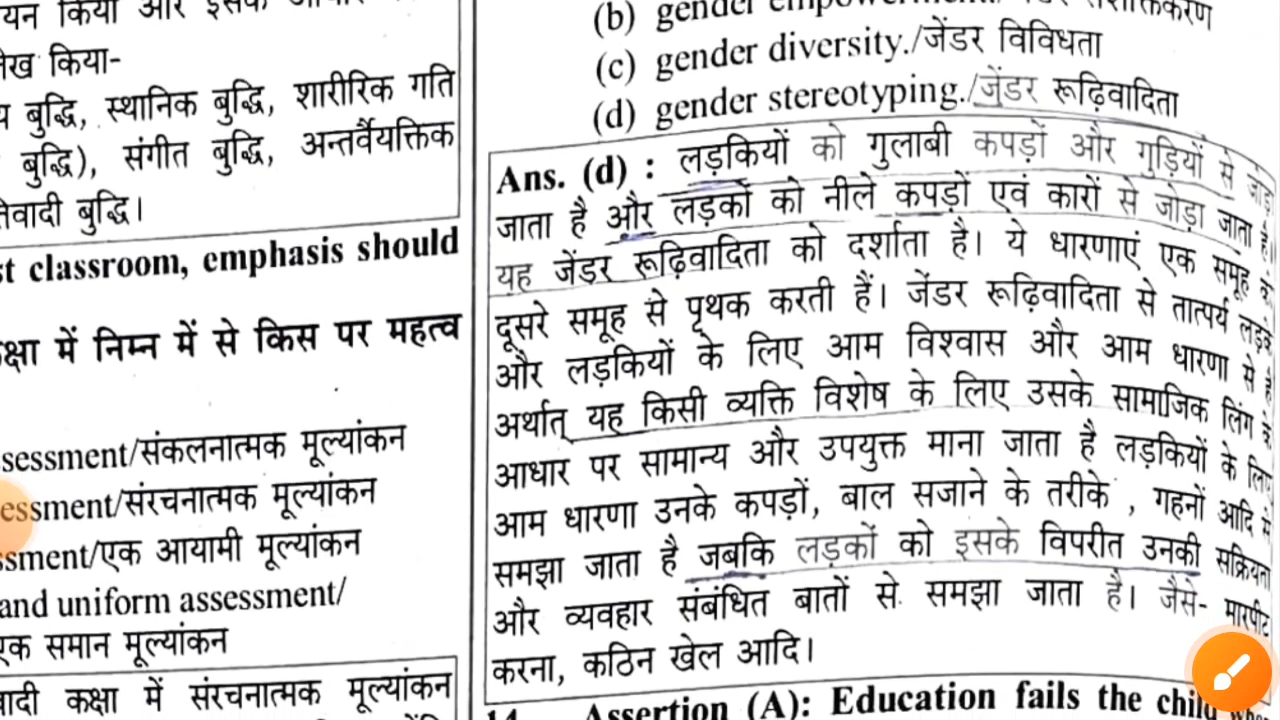 यन किया और इसके आधार
लेख किया-
य बुद्धि, स्थानिक बुद्धि, शारीरिक गति
बुद्धि), संगीत बुद्धि, अन्तर्वैयक्तिक
तेवादी बुद्धि।
st classroom, emphasis should
कक्षा में निम्न में से किस पर महत्व
sessment/संकलनात्मक मूल्यांकन
essment/संरचनात्मक मूल्यांकन
ssment/एक आयामी मूल्यांकन
and uniform assessment/
एक समान मूल्यांकन
वादी कक्षा में संरचनात्मक मूल्यांकन
(b) gender empowerment
(c) gender diversity./जेंडर विविधता
(d) gender stereotyping./जेंडर रूढ़िवादिता
Ans. (d) : लड़कियों को गुलाबी कपड़ों और गुड़ियों से जोड़
जाता है और लड़कों को नीले कपड़ों एवं कारों से जोड़ा जाता है।
यह जेंडर रूढ़िवादिता को दर्शाता है। ये धारणाएं एक समूह को
दूसरे समूह से पृथक करती हैं। जेंडर रूढ़िवादिता से तात्पर्य लड़के
और लड़कियों के लिए आम विश्वास और आम धारणा से है
अर्थात् यह किसी व्यक्ति विशेष के लिए उसके सामाजिक लिंग के
आधार पर सामान्य और उपयुक्त माना जाता है लड़कियों के लिए
आम धारणा उनके कपड़ों, बाल सजाने के तरीके , गहनों आदि से
समझा जाता है जबकि लड़कों को इसके विपरीत उनकी सक्रियता
और व्यवहार संबंधित बातों से समझा जाता है। जैसे- मारपीट
करना, कठिन खेल आदि।
14. Assertion (A): Education fails the child